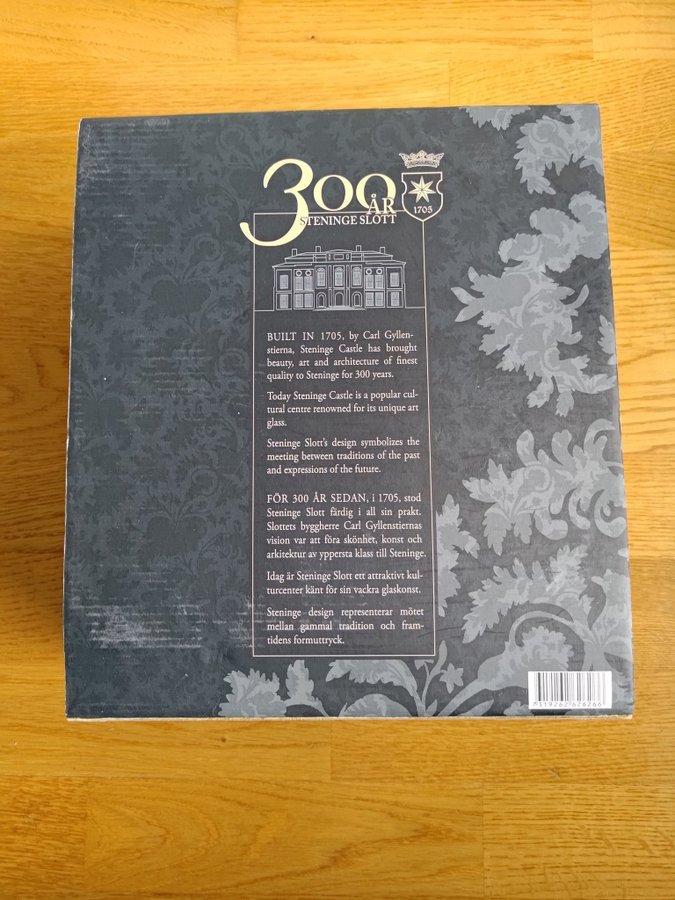 300
ÅR
STENINGE SLOTT
1705
BUILT IN 1705, by Carl Gyllen-
stierna, Steninge Castle has brought
beauty, art and architecture of finest
quality to Steninge for 300 years.
Today Steninge Castle is a popular cul-
tural centre renowned for its unique art
glass.
Steninge Slott's design symbolizes the
meeting between traditions of the past
and expressions of the future.
FÖR 300 ÅR SEDAN, i 1705, stod
Steninge Slott färdig i all sin prakt.
Slottets byggherre Carl Gyllenstiernas
vision var att föra skönhet, konst och
arkitektur av yppersta klass till Steninge.
Idag är Steninge Slott ett attraktivt kul-
turcenter känt för sin vackra glaskonst.
Steninge design representerar mötet
mellan gammal tradition och fram-
tidens formuttryck.